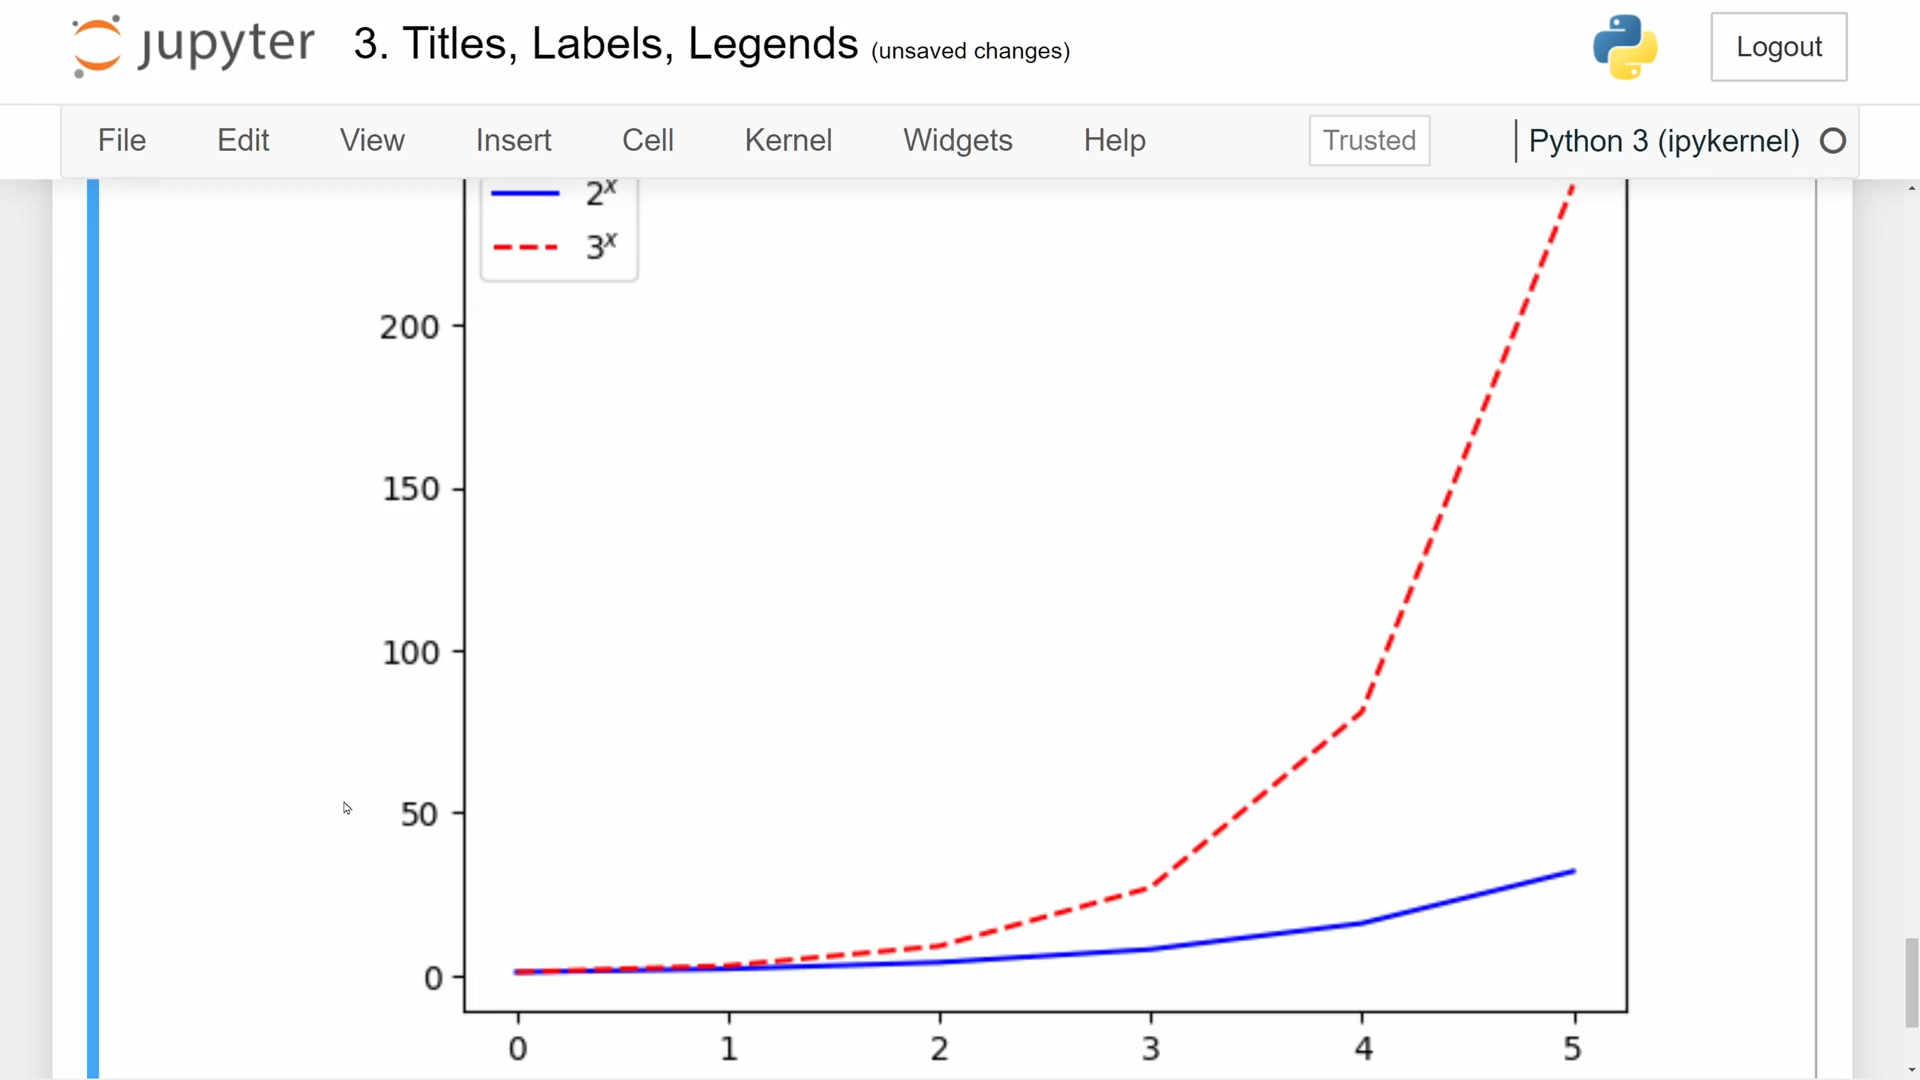 jupyter 3. Titles, Labels, Legends (unsaved changes) Logout
File Edit View Insert Cell Kernel Widgets Help Trusted Python 3 (ipykernel)
2ˣ
3ˣ
200
150
100
50
0
0 1 2 3 4 5